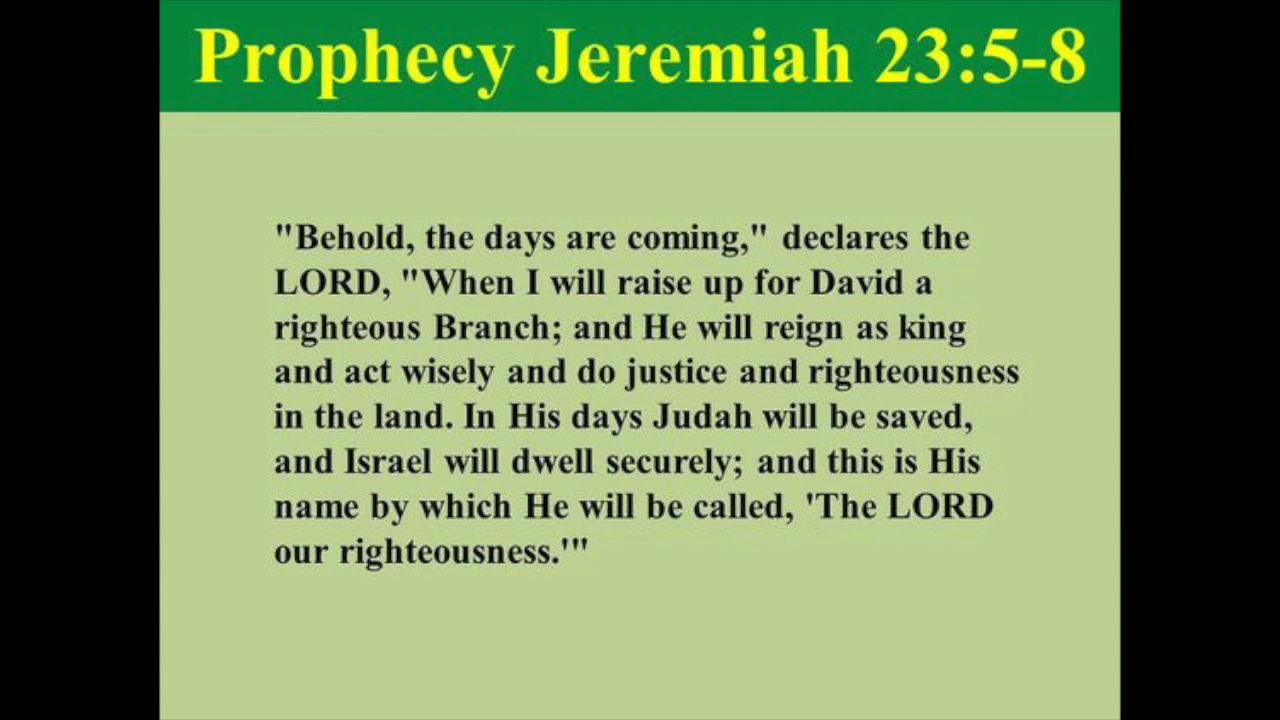 Prophecy Jeremiah 23:5-8
"Behold, the days are coming," declares the
LORD, "When I will raise up for David a
righteous Branch; and He will reign as king
and act wisely and do justice and righteousness
in the land. In His days Judah will be saved,
and Israel will dwell securely; and this is His
name by which He will be called, 'The LORD
our righteousness.'"